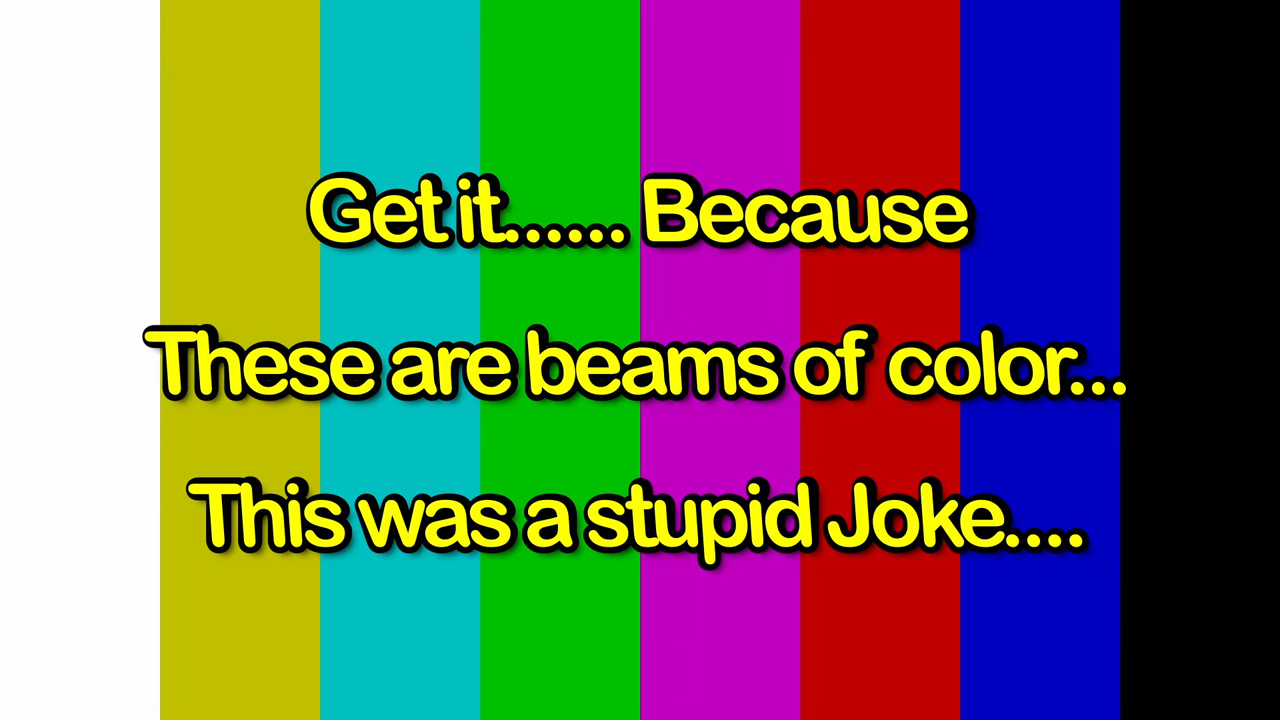 Get it...... Because
These are beams of color...
This was a stupid Joke....